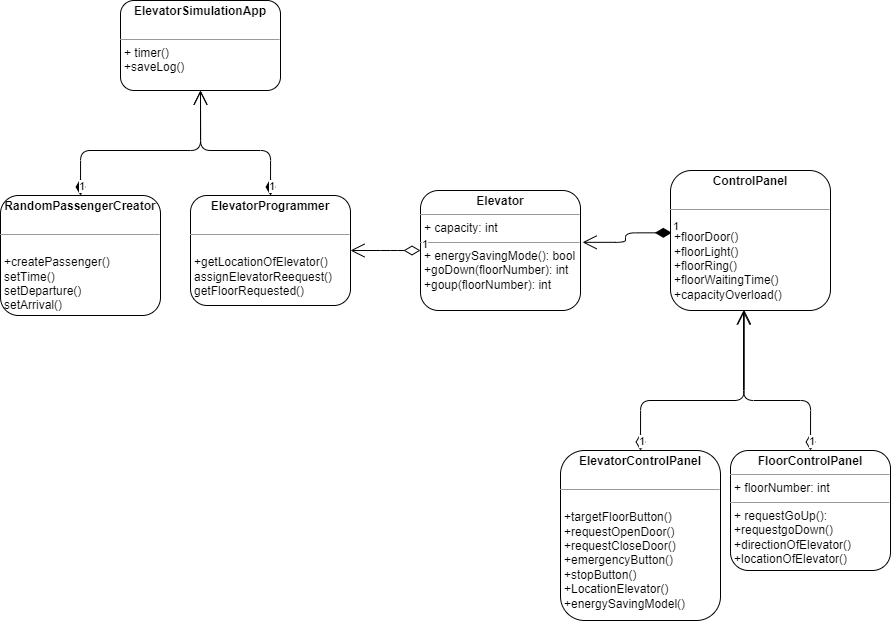 ElevatorSimulationApp
+ timer()
+saveLog()
1
1
RandomPassengerCreator
+createPassenger()
setTime()
setDeparture()
setArrival()
ElevatorProgrammer
+getLocationOfElevator()
assignElevatorReequest()
getFloorRequested()
Elevator
+ capacity: int
1
+ energySavingMode(): bool
+goDown(floorNumber): int
+goup(floorNumber): int
ControlPanel
1
+floorDoor()
+floorLight()
+floorRing()
+floorWaitingTime()
+capacityOverload()
1
1
ElevatorControlPanel
+targetFloorButton()
+requestOpenDoor()
+requestCloseDoor()
+emergencyButton()
+stopButton()
+LocationElevator()
+energySavingModel()
FloorControlPanel
+ floorNumber: int
+ requestGoUp():
+requestgoDown()
+directionOfElevator()
+locationOfElevator()